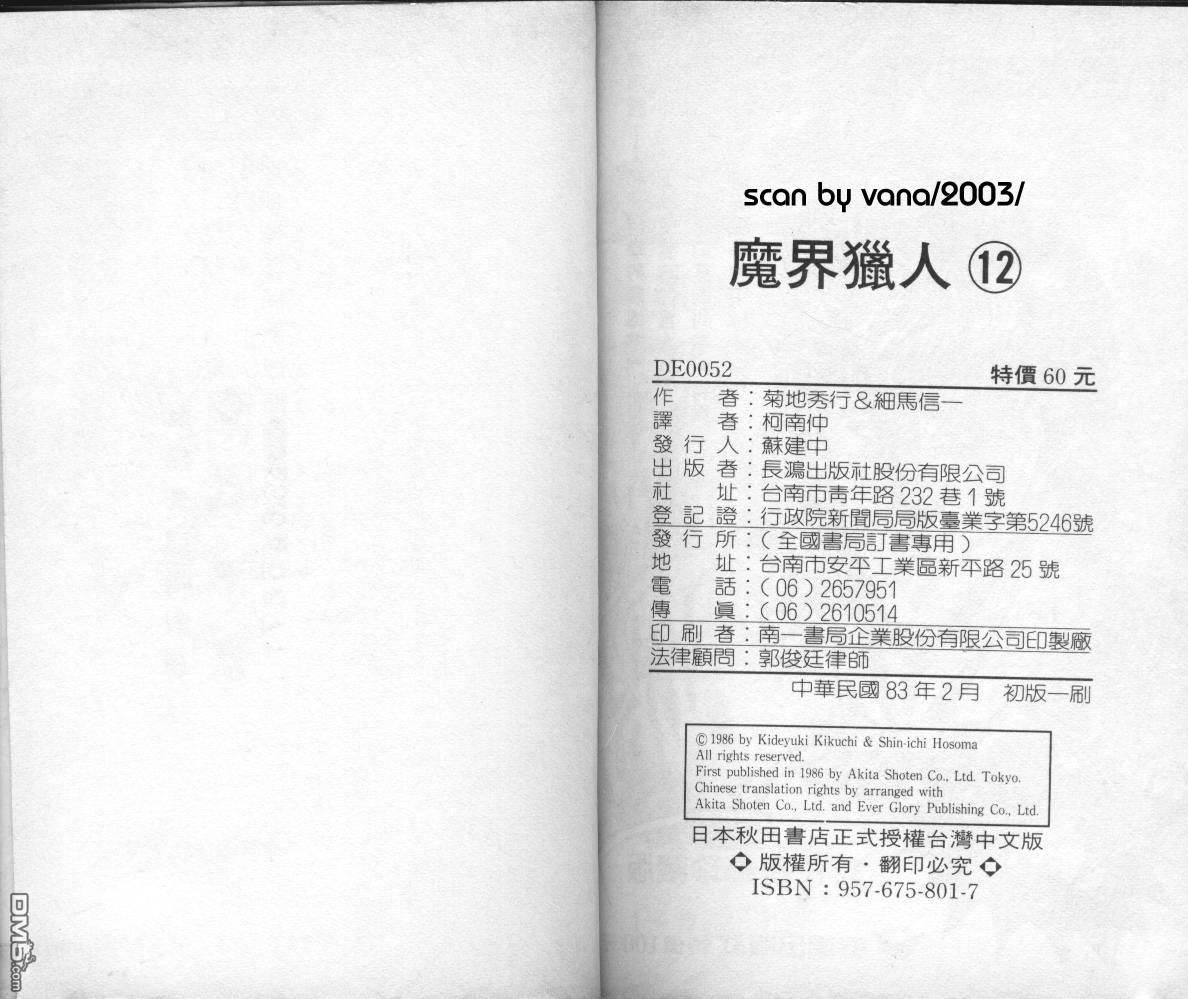 scan by vana/2003/
魔界獵人 ⑫
DE0052 特價 60 元
作者：菊地秀行＆細馬信一
譯者：柯南仲
發行人：蘇建中
出版者：長鴻出版社股份有限公司
社址：台南市青年路 232 巷 1 號
登記證：行政院新聞局局版臺業字第5246號
發行所：（全國書局訂書專用）
地址：台南市安平工業區新平路 25 號
電話：（06）2657951
傳眞：（06）2610514
印刷者：南一書局企業股份有限公司印製廠
法律顧問：郭俊廷律師
中華民國 83 年 2 月 初版一刷
© 1986 by Kideyuki Kikuchi & Shin-ichi Hosoma
All rights reserved.
First published in 1986 by Akita Shoten Co., Ltd. Tokyo.
Chinese translation rights by arranged with
Akita Shoten Co., Ltd. and Ever Glory Publishing Co., Ltd.
日本秋田書店正式授權台灣中文版
版權所有・翻印必究
ISBN：957-675-801-7
DM5.com